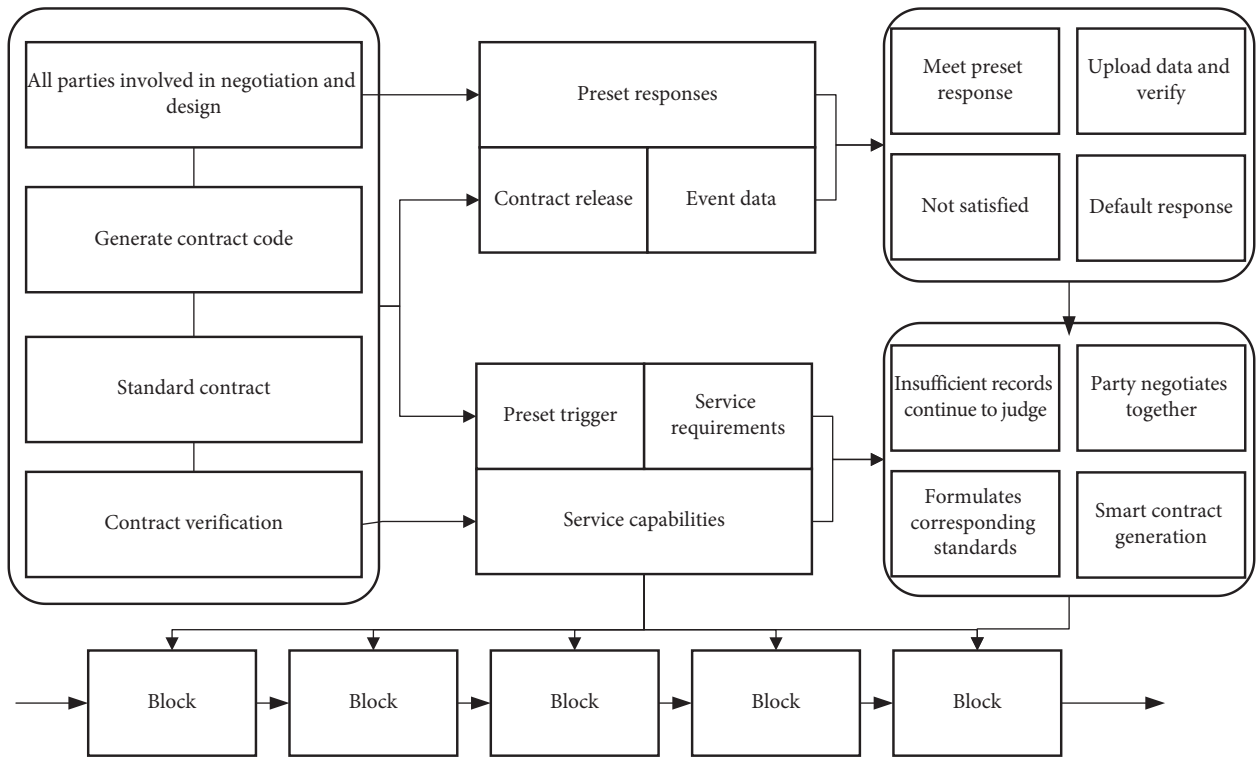 All parties involved in negotiation and
design
Generate contract code
Standard contract
Contract verification
Preset responses
Contract release
Event data
Preset trigger
Service
requirements
Service capabilities
Meet preset
response
Upload data and
verify
Not satisfied
Default response
Insufficient records
continue to judge
Party negotiates
together
Formulates
corresponding
standards
Smart contract
generation
Block
Block
Block
Block
Block